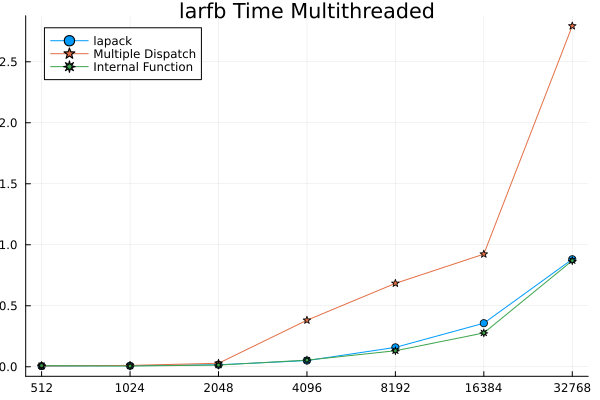 larfb Time Multithreaded
lapack
Multiple Dispatch
Internal Function
2.5
2.0
1.5
1.0
0.5
0.0
512 1024 2048 4096 8192 16384 32768